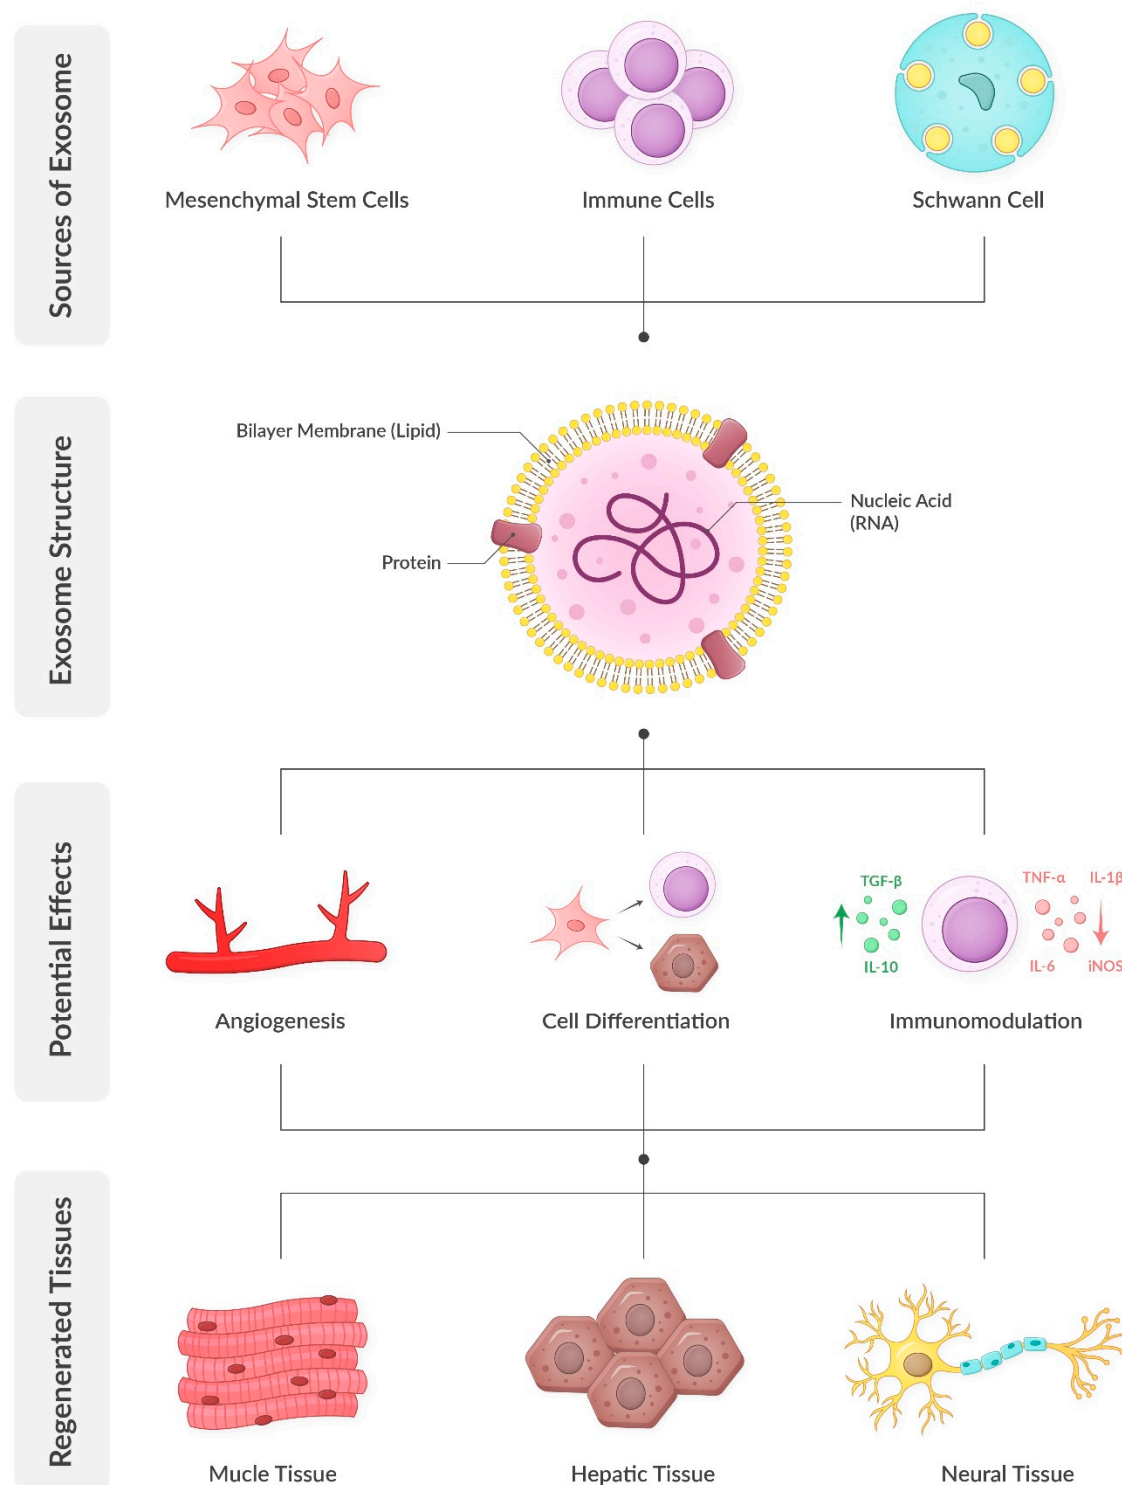 Sources of Exosome
Mesenchymal Stem Cells
Immune Cells
Schwann Cell
Exosome Structure
Bilayer Membrane (Lipid)
Protein
Nucleic Acid
(RNA)
Potential Effects
Angiogenesis
Cell Differentiation
TGF-β
IL-10
TNF-α
IL-1β
IL-6
iNOS
Immunomodulation
Regenerated Tissues
Mucle Tissue
Hepatic Tissue
Neural Tissue